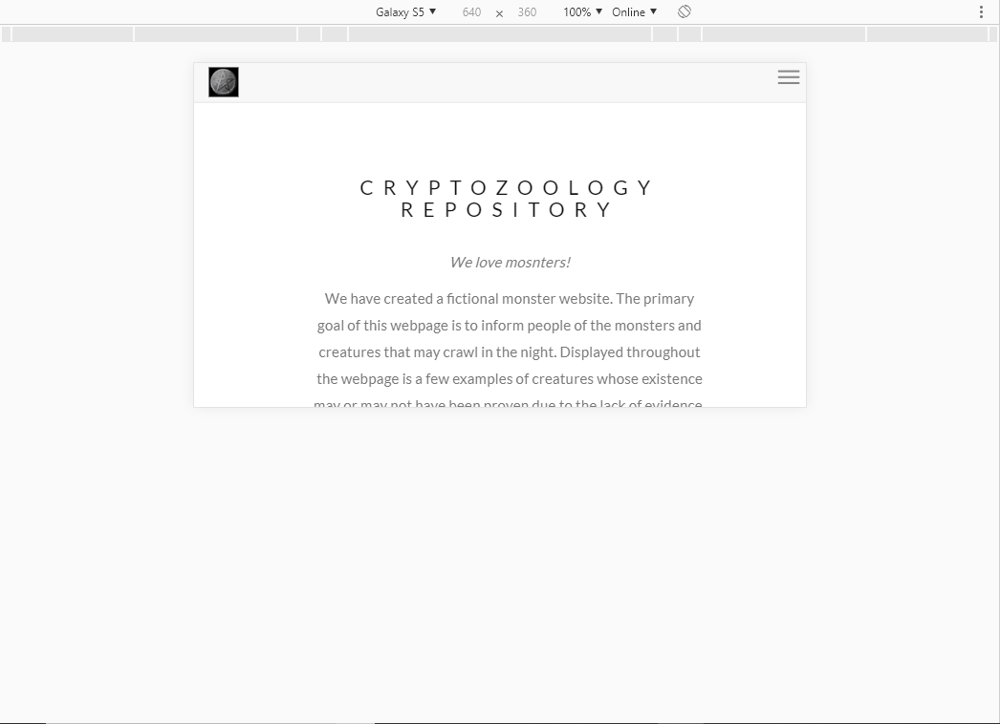 Galaxy S5 ▼ 640 × 360 100% ▼ Online ▼
CRYPTOZOOLOGY
REPOSITORY
We love mosnters!
We have created a fictional monster website. The primary
goal of this webpage is to inform people of the monsters and
creatures that may crawl in the night. Displayed throughout
the webpage is a few examples of creatures whose existence
may or may not have been proven due to the lack of evidence